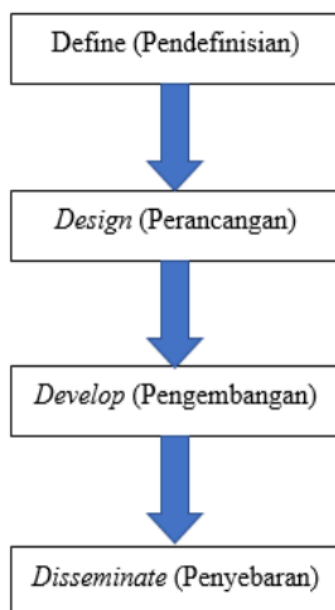 Define (Pendefinisian)
Design (Perancangan)
Develop (Pengembangan)
Disseminate (Penyebaran)